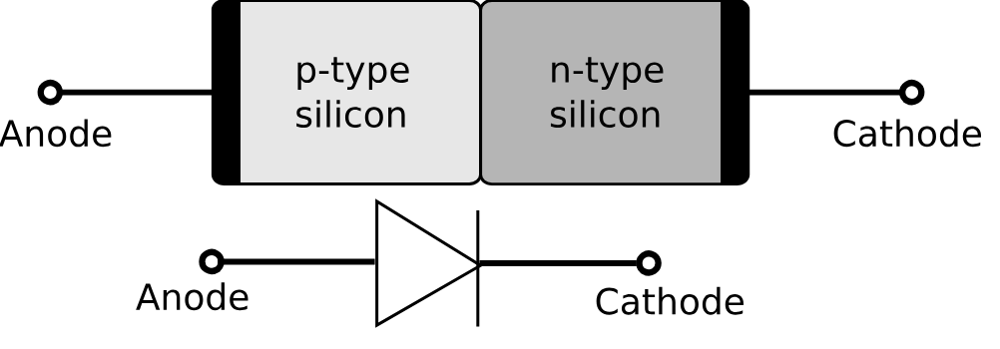 p-type
silicon
n-type
silicon
Anode
Cathode
Anode
Cathode